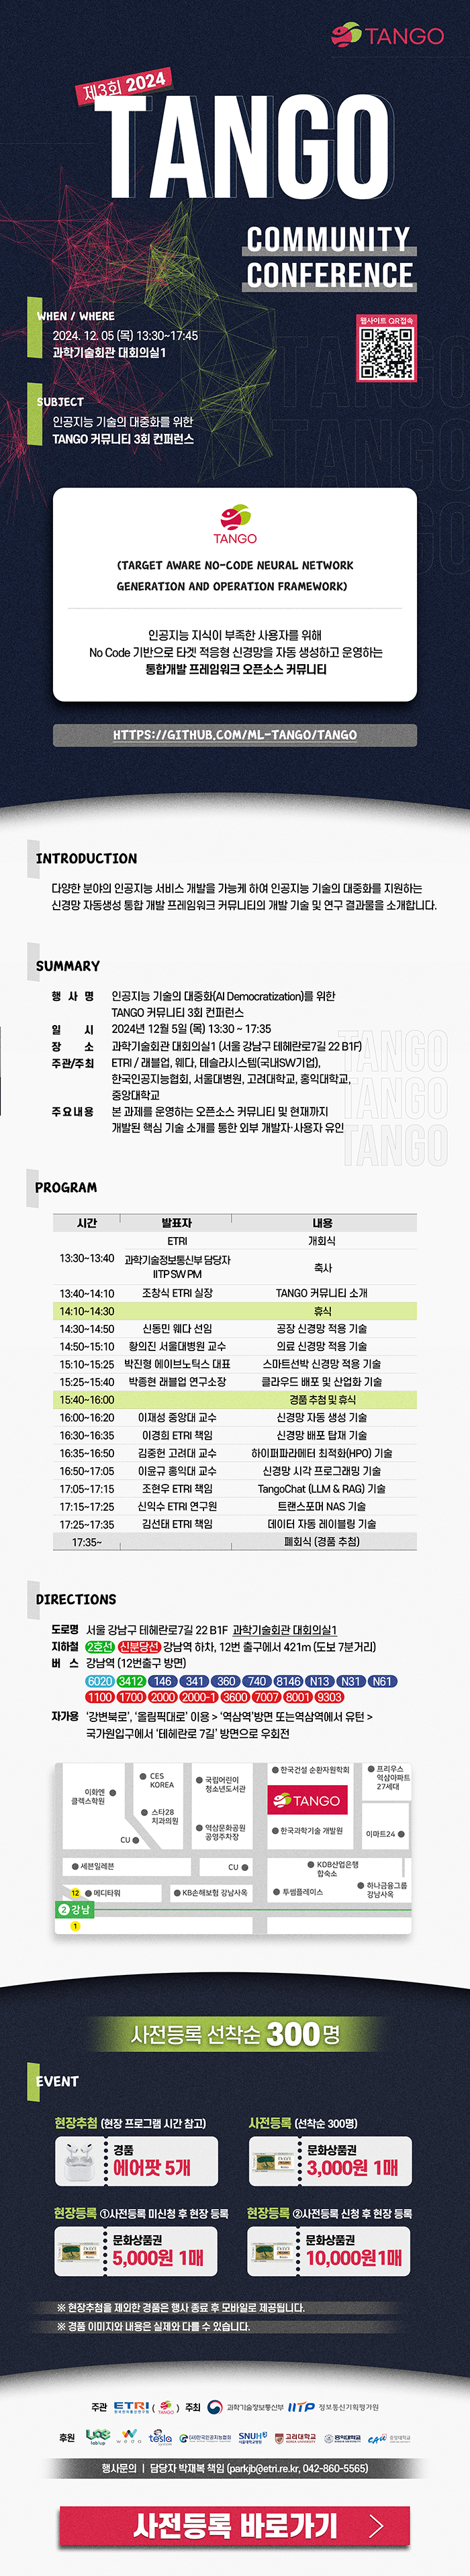 TANGO
제3회 2024
TANGO
COMMUNITY
CONFERENCE
WHEN / WHERE
2024. 12. 05 (목) 13:30~17:45
과학기술회관 대회의실1
웹사이트 QR접속
SUBJECT
인공지능 기술의 대중화를 위한
TANGO 커뮤니티 3회 컨퍼런스
TANGO
TANGO
TANGO
TANGO
(TARGET AWARE NO-CODE NEURAL NETWORK
GENERATION AND OPERATION FRAMEWORK)
인공지능 지식이 부족한 사용자를 위해
No Code 기반으로 타겟 적응형 신경망을 자동 생성하고 운영하는
통합개발 프레임워크 오픈소스 커뮤니티
HTTPS://GITHUB.COM/ML-TANGO/TANGO
INTRODUCTION
다양한 분야의 인공지능 서비스 개발을 가능케 하여 인공지능 기술의 대중화를 지원하는
신경망 자동생성 통합 개발 프레임워크 커뮤니티의 개발 기술 및 연구 결과물을 소개합니다.
SUMMARY
행 사 명 인공지능 기술의 대중화(AI Democratization)를 위한
TANGO 커뮤니티 3회 컨퍼런스
일 시 2024년 12월 5일 (목) 13:30 ~ 17:35
장 소 과학기술회관 대회의실1 (서울 강남구 테헤란로7길 22 B1F)
주관/주최 ETRI / 래블업, 웨다, 테슬라시스템(국내SW기업),
한국인공지능협회, 서울대병원, 고려대학교, 홍익대학교,
중앙대학교
주요내용 본 과제를 운영하는 오픈소스 커뮤니티 및 현재까지
개발된 핵심 기술 소개를 통한 외부 개발자·사용자 유인
TANGO
TANGO
TANGO
PROGRAM
시간 발표자 내용
13:30~13:40 ETRI 개회식
과학기술정보통신부 담당자
IITP SW PM 축사
13:40~14:10 조창식 ETRI 실장 TANGO 커뮤니티 소개
14:10~14:30 휴식
14:30~14:50 신동민 웨다 선임 공장 신경망 적용 기술
14:50~15:10 황의진 서울대병원 교수 의료 신경망 적용 기술
15:10~15:25 박진형 에이브노틱스 대표 스마트선박 신경망 적용 기술
15:25~15:40 박종현 래블업 연구소장 클라우드 배포 및 산업화 기술
15:40~16:00 경품 추첨 및 휴식
16:00~16:20 이재성 중앙대 교수 신경망 자동 생성 기술
16:30~16:35 이경희 ETRI 책임 신경망 배포 탑재 기술
16:35~16:50 김중헌 고려대 교수 하이퍼파라메터 최적화(HPO) 기술
16:50~17:05 이윤규 홍익대 교수 신경망 시각 프로그래밍 기술
17:05~17:15 조현우 ETRI 책임 TangoChat (LLM & RAG) 기술
17:15~17:25 신익수 ETRI 연구원 트랜스포머 NAS 기술
17:25~17:35 김선태 ETRI 책임 데이터 자동 레이블링 기술
17:35~ 폐회식 (경품 추첨)
DIRECTIONS
도로명 서울 강남구 테헤란로7길 22 B1F 과학기술회관 대회의실1
지하철 2호선 신분당선 강남역 하차, 12번 출구에서 421m (도보 7분거리)
버 스 강남역 (12번출구 방면)
6020 3412 146 341 360 740 8146 N13 N31 N61
1100 1700 2000 2000-1 3600 7007 8001 9303
자가용 '강변북로', '올림픽대로' 이용 > '역삼역'방면 또는역삼역에서 유턴 >
국가원입구에서 '테헤란로 7길' 방면으로 우회전
이화엔
클렉스학원
CES
KOREA
스타28
치과의원
CU
국립어린이
청소년도서관
역삼문화공원
공영주차장
한국건설 순환자원학회
TANGO
한국과학기술 개발원
프리우스
역삼아파트
27세대
이마트24
세븐일레븐
CU
KDB산업은행
합숙소
12
메디타워
KB손해보험 강남사옥
투썸플레이스
하나금융그룹
강남사옥
2 강남
1
사전등록 선착순 300명
EVENT
현장추첨 (현장 프로그램 시간 참고)
경품
에어팟 5개
사전등록 (선착순 300명)
문화상품권
3,000원 1매
현장등록 ①사전등록 미신청 후 현장 등록
문화상품권
5,000원 1매
현장등록 ②사전등록 신청 후 현장 등록
문화상품권
10,000원1매
※ 현장추첨을 제외한 경품은 행사 종료 후 모바일로 제공됩니다.
※ 경품 이미지와 내용은 실제와 다를 수 있습니다.
주관 ETRI ( TANGO ) 주최 과학기술정보통신부 IITP 정보통신기획평가원
후원 lablup weda tesla (사)한국인공지능협회 SNUH 서울대학교병원 고려대학교 홍익대학교 CAU 중앙대학교
행사문의 | 담당자 박재복 책임 (parkjb@etri.re.kr, 042-860-5565)
사전등록 바로가기